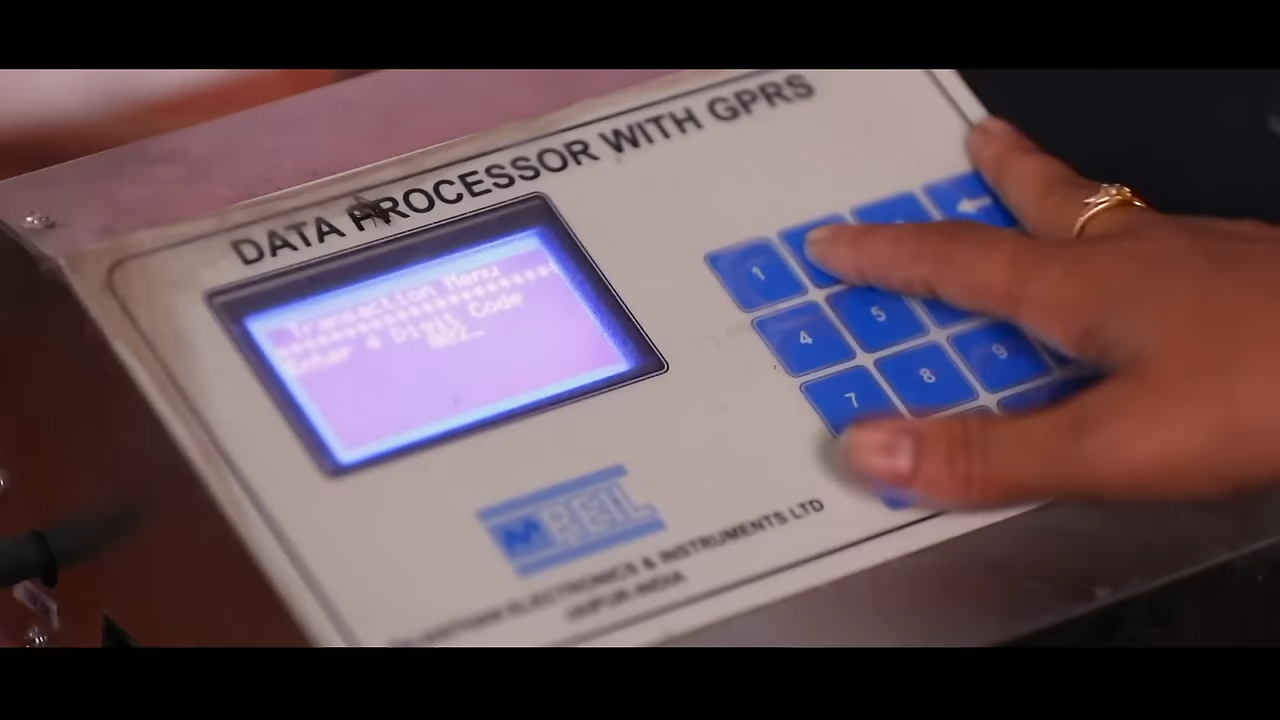 DATA PROCESSOR WITH GPRS
Transaction Menu
********************
Enter 4 Digit Code
002_
1
4
5
7
8
9
←
REIL
RAJASTHAN ELECTRONICS & INSTRUMENTS LTD
JAIPUR-INDIA